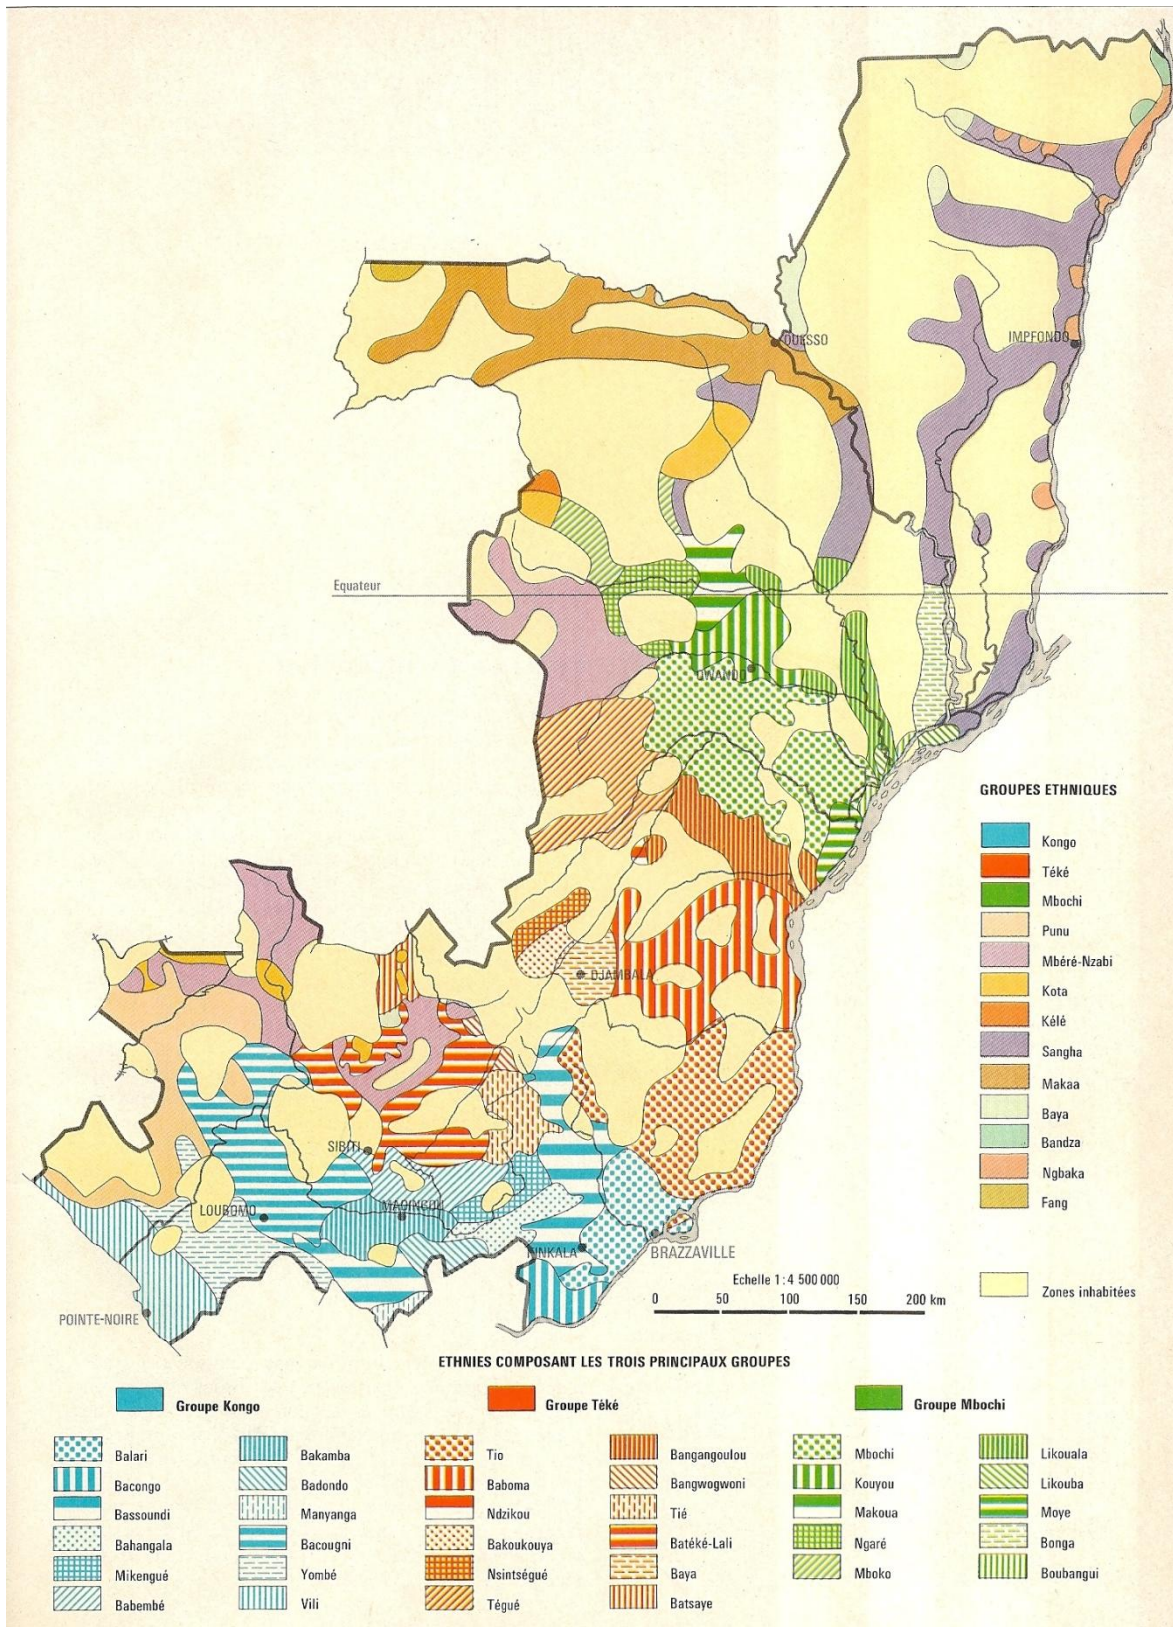 OUESSO
IMPFONDO
Equateur
OWANDO
DJAMBALA
SIBITI
LOUBOMO
MADINGOU
KINKALA
BRAZZAVILLE
POINTE-NOIRE
Echelle 1:4 500 000
0 50 100 150 200 km
GROUPES ETHNIQUES
Kongo
Téké
Mbochi
Punu
Mbéré-Nzabi
Kota
Kélé
Sangha
Makaa
Baya
Bandza
Ngbaka
Fang
Zones inhabitées
ETHNIES COMPOSANT LES TROIS PRINCIPAUX GROUPES
Groupe Kongo
Balari
Bacongo
Bassoundi
Bahangala
Mikengué
Babembé
Bakamba
Badondo
Manyanga
Bacougni
Yombé
Vili
Groupe Téké
Tio
Baboma
Ndzikou
Bakoukouya
Nsintségué
Tégué
Bangangoulou
Bangwogwoni
Tié
Batéké-Lali
Baya
Batsaye
Groupe Mbochi
Mbochi
Kouyou
Makoua
Ngaré
Mboko
Likouala
Likouba
Moye
Bonga
Boubangui